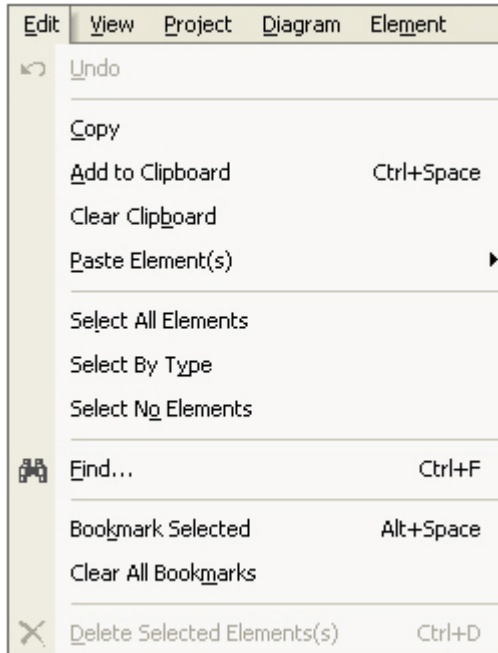 Edit View Project Diagram Element
Undo
Copy
Add to Clipboard Ctrl+Space
Clear Clipboard
Paste Element(s)
Select All Elements
Select By Type
Select No Elements
Find... Ctrl+F
Bookmark Selected Alt+Space
Clear All Bookmarks
Delete Selected Elements(s) Ctrl+D